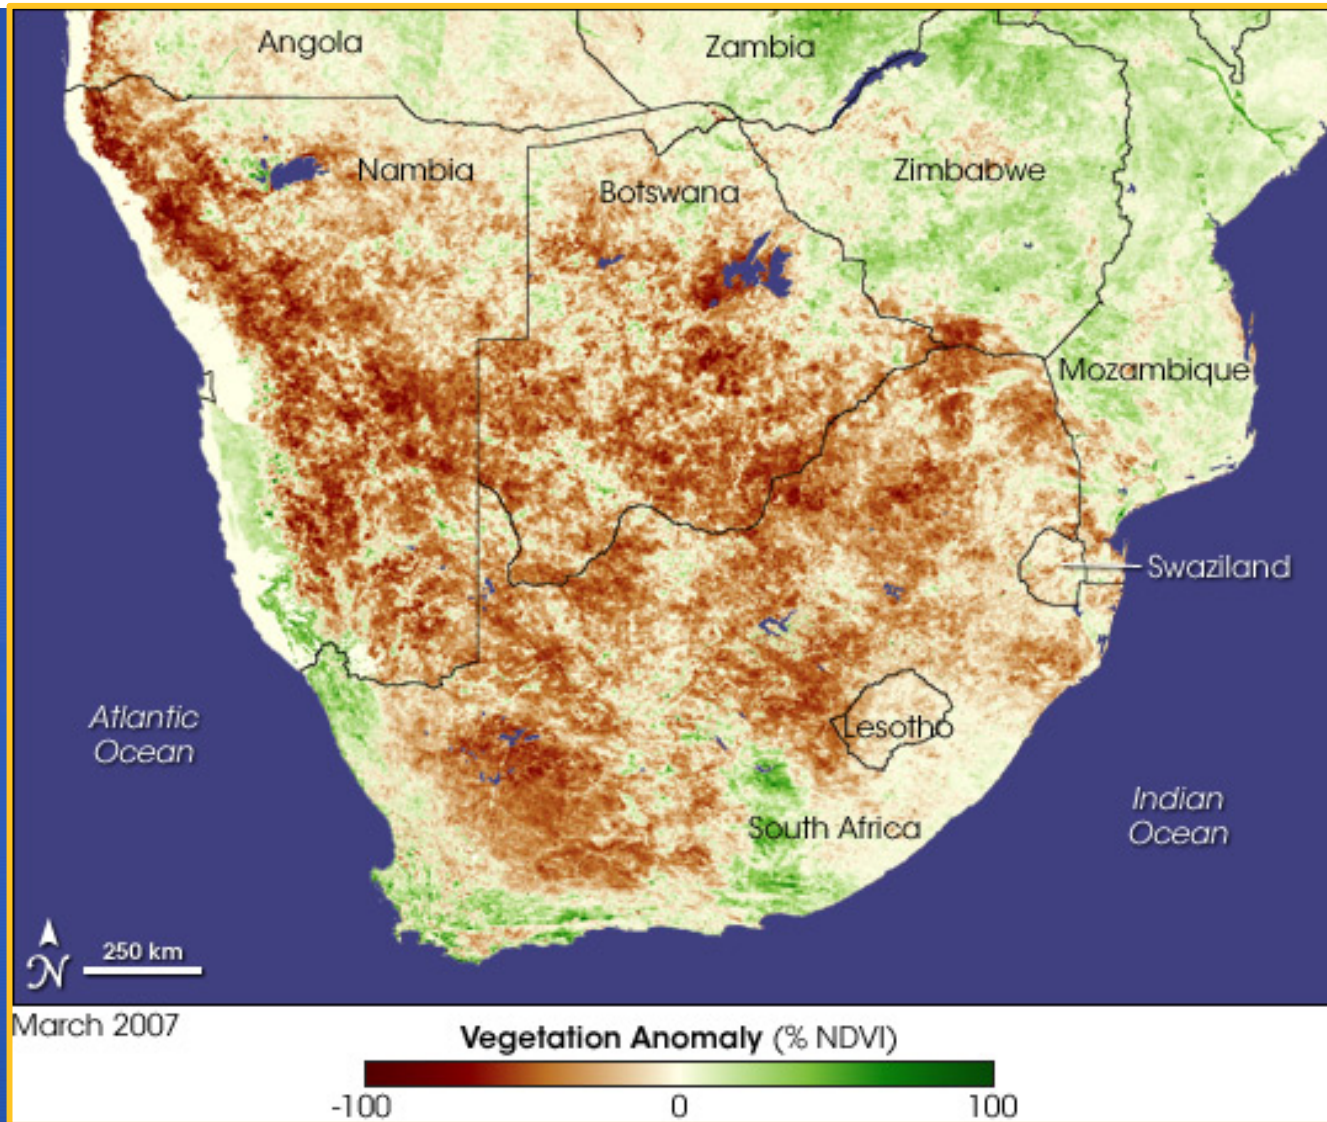 Angola
Zambia
Nambia
Botswana
Zimbabwe
Mozambique
Swaziland
Atlantic
Ocean
Lesotho
South Africa
Indian
Ocean
N
250 km
March 2007
Vegetation Anomaly (% NDVI)
-100 0 100